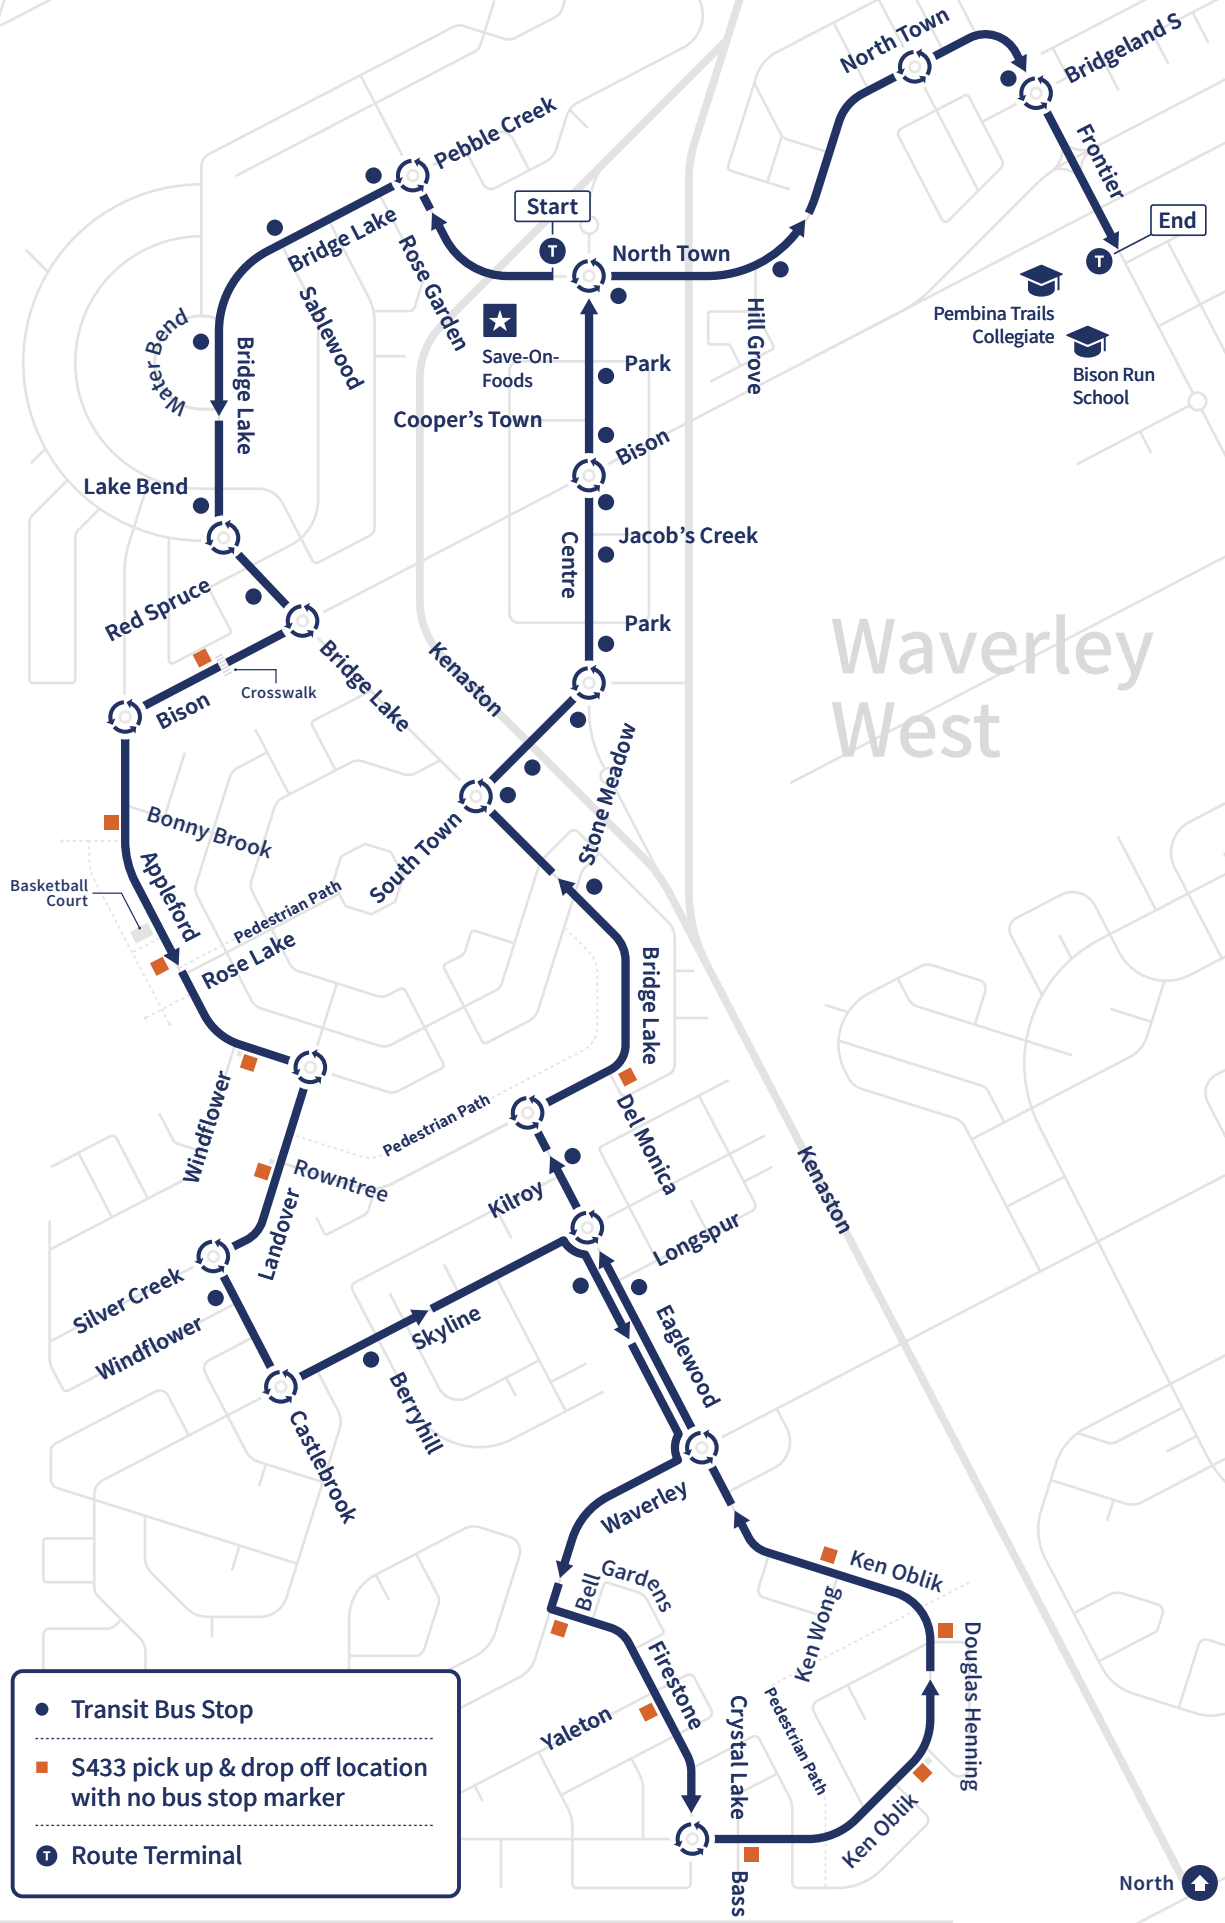 North Town
Bridgeland S
Pebble Creek
Frontier
Start
End
Bridge Lake
North Town
Rose Garden
Sablewood
Hill Grove
Pembina Trails
Collegiate
Bison Run
School
Water Bend
Bridge Lake
Save-On-
Foods
Park
Cooper's Town
Bison
Lake Bend
Centre
Jacob's Creek
Red Spruce
Park
Waverley
West
Kenaston
Bridge Lake
Crosswalk
Bison
Stone Meadow
Bonny Brook
South Town
Appleford
Basketball
Court
Pedestrian Path
Rose Lake
Bridge Lake
Windflower
Pedestrian Path
Del Monica
Rowntree
Kilroy
Kenaston
Landover
Longspur
Silver Creek
Windflower
Skyline
Eaglewood
Berryhill
Castlebrook
Waverley
Bell
Gardens
Ken Oblik
Ken Wong
Douglas Henning
Firestone
Yaleton
Crystal Lake
Pedestrian Path
Ken Oblik
Bass
Transit Bus Stop
S433 pick up & drop off location
with no bus stop marker
T Route Terminal
North
T
T